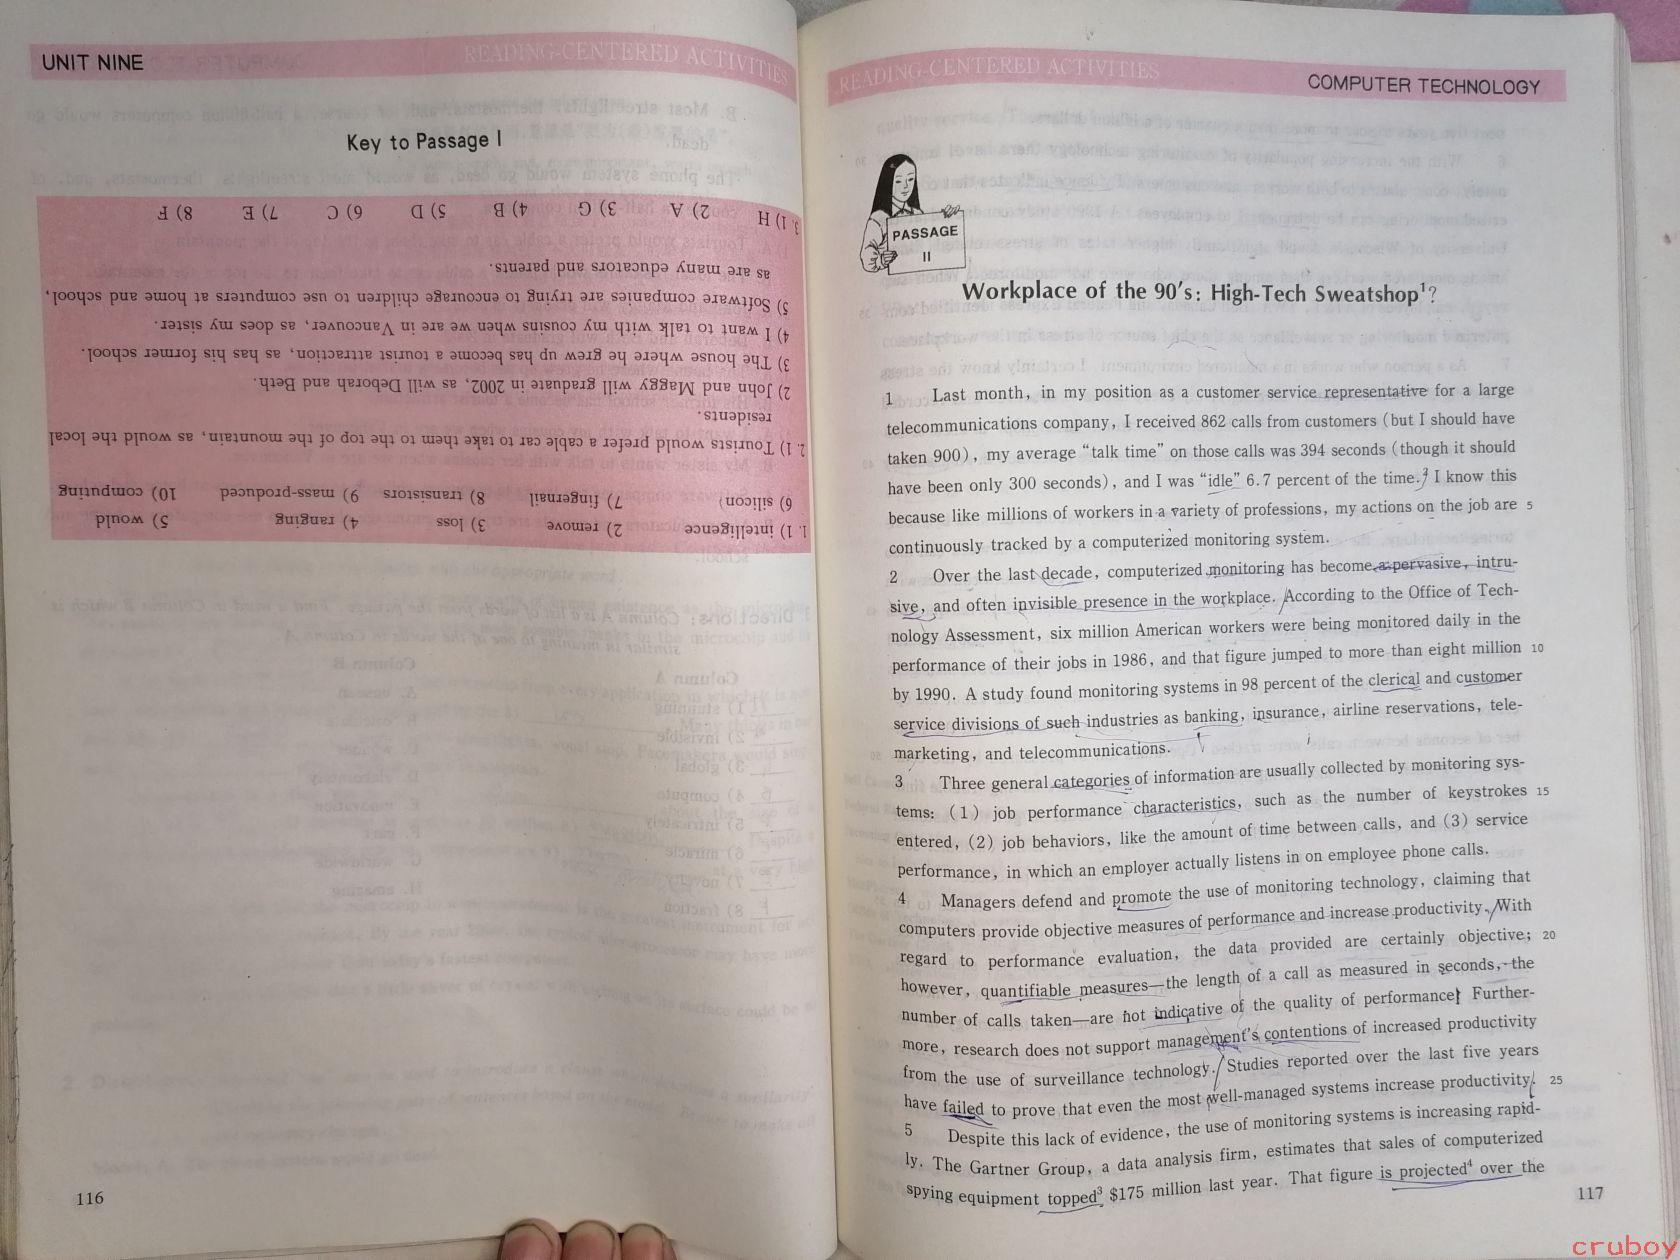 UNIT NINE
READING-CENTERED ACTIVITIES
Key to Passage I
1. 1) intelligence 2) remove 3) loss 4) ranging 5) would
6) silicon 7) fingernail 8) transistors 9) mass-produced 10) computing
2. 1) Tourists would prefer a cable car to take them to the top of the mountain, as would the local
residents.
2) John and Maggy will graduate in 2002, as will Deborah and Beth.
3) The house where he grew up has become a tourist attraction, as has his former school.
4) I want to talk with my cousins when we are in Vancouver, as does my sister.
5) Software companies are trying to encourage children to use computers at home and school,
as are many educators and parents.
3. 1) H 2) A 3) G 4) B 5) D 6) C 7) E 8) F
116
READING-CENTERED ACTIVITIES
COMPUTER TECHNOLOGY
PASSAGE
II
Workplace of the 90's: High-Tech Sweatshop¹?
1 Last month, in my position as a customer service representative for a large
telecommunications company, I received 862 calls from customers (but I should have
taken 900), my average “talk time” on those calls was 394 seconds (though it should
have been only 300 seconds), and I was “idle” 6.7 percent of the time.² I know this
because like millions of workers in a variety of professions, my actions on the job are 5
continuously tracked by a computerized monitoring system.
2 Over the last decade, computerized monitoring has become a pervasive, intru-
sive, and often invisible presence in the workplace. According to the Office of Tech-
nology Assessment, six million American workers were being monitored daily in the
performance of their jobs in 1986, and that figure jumped to more than eight million 10
by 1990. A study found monitoring systems in 98 percent of the clerical and customer
service divisions of such industries as banking, insurance, airline reservations, tele-
marketing, and telecommunications.
3 Three general categories of information are usually collected by monitoring sys-
tems: (1) job performance characteristics, such as the number of keystrokes 15
entered, (2) job behaviors, like the amount of time between calls, and (3) service
performance, in which an employer actually listens in on employee phone calls.
4 Managers defend and promote the use of monitoring technology, claiming that
computers provide objective measures of performance and increase productivity. With
regard to performance evaluation, the data provided are certainly objective; 20
however, quantifiable measures—the length of a call as measured in seconds, the
number of calls taken—are not indicative of the quality of performance. Further-
more, research does not support management's contentions of increased productivity
from the use of surveillance technology. Studies reported over the last five years
have failed to prove that even the most well-managed systems increase productivity. 25
5 Despite this lack of evidence, the use of monitoring systems is increasing rapid-
ly. The Gartner Group, a data analysis firm, estimates that sales of computerized
spying equipment topped³ $175 million last year. That figure is projected⁴ over the
117
cruboy